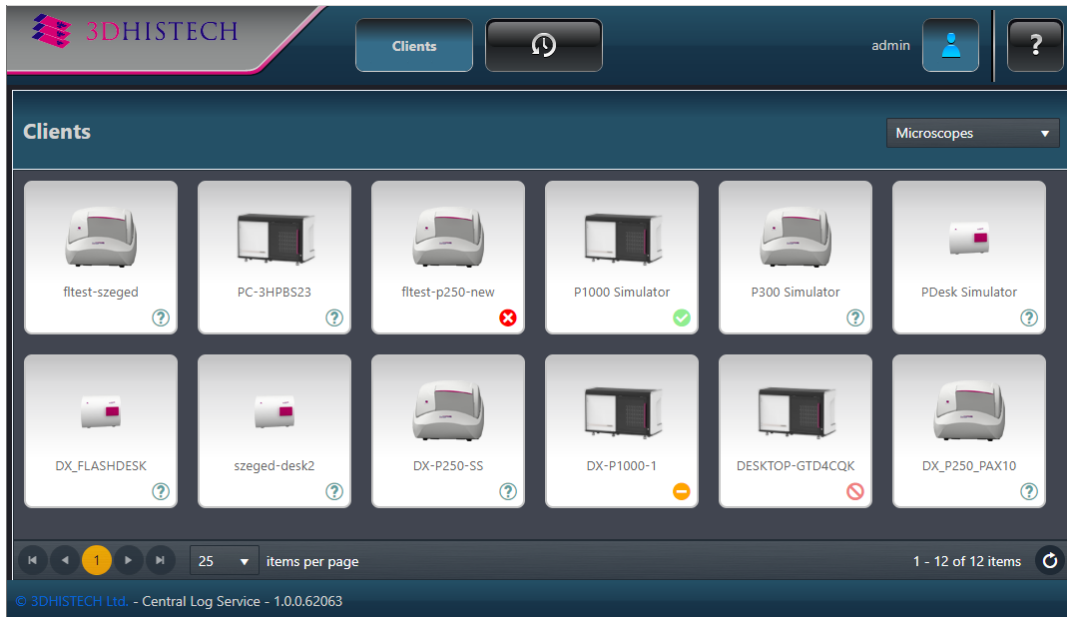 3DHISTECH
Clients
admin
?
Clients
Microscopes
fltest-szeged
PC-3HPBS23
fltest-p250-new
P1000 Simulator
P300 Simulator
PDesk Simulator
?
?
?
?
DX_FLASHDESK
szeged-desk2
DX-P250-SS
DX-P1000-1
DESKTOP-GTD4CQK
DX_P250_PAX10
?
?
?
?
1
25
items per page
1 - 12 of 12 items
© 3DHISTECH Ltd. - Central Log Service - 1.0.0.62063